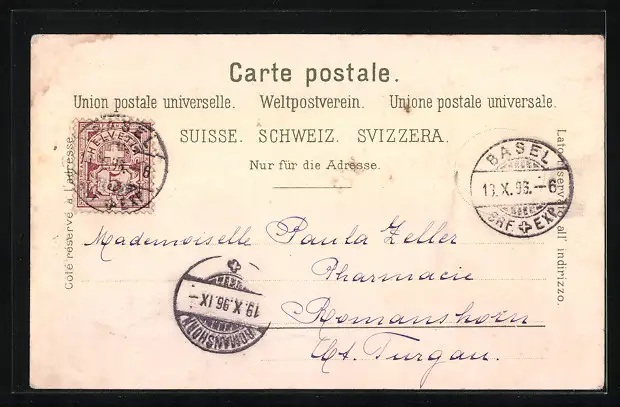 Carte postale.
Union postale universelle. Weltpostverein. Unione postale universale.
SUISSE. SCHWEIZ. SVIZZERA.
Nur für die Adresse.
Côté réservé à l'adresse.
Lato riservato all' indirizzo.
HELVETIA
BASEL
19.X.96.-6
BRF EXP.
Mademoiselle Paula Zeller
Pharmacie
Romanshorn
Ct. Turgau.
19.X.96.IX-
ROMANSHORN